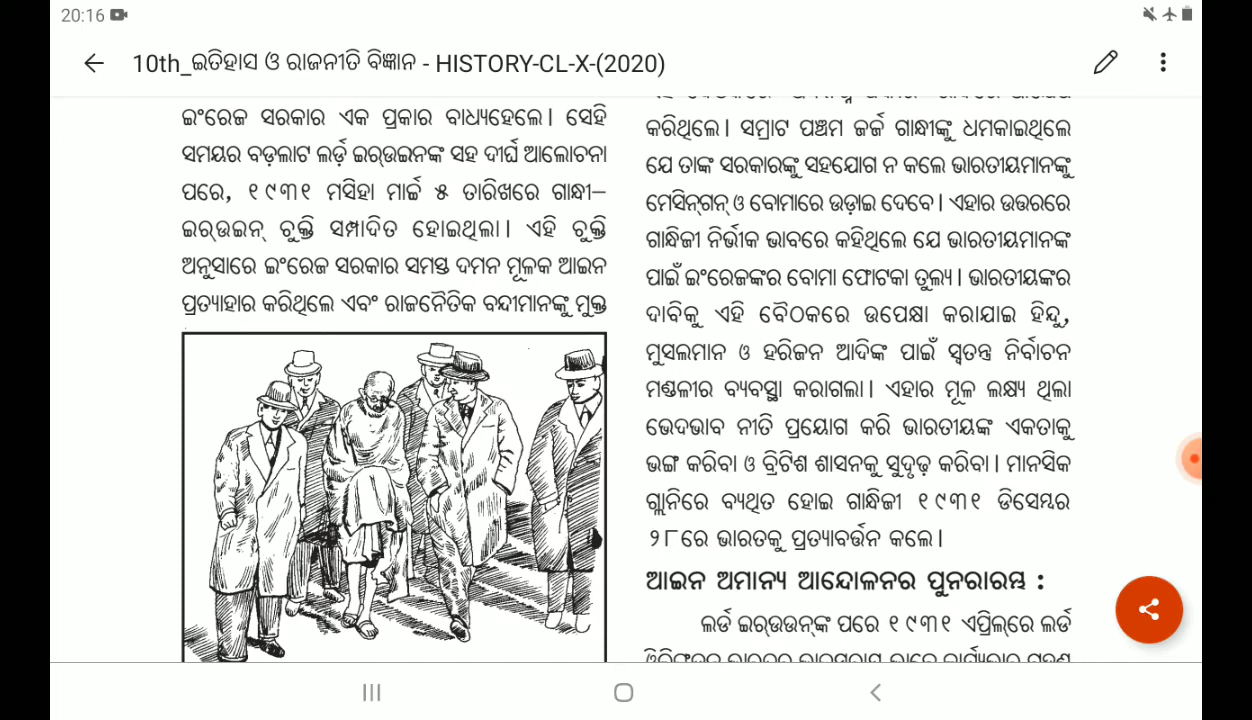 20:16
10th_ଇତିହାସ ଓ ରାଜନୀତି ବିଜ୍ଞାନ - HISTORY-CL-X-(2020)
ଇଂରେଜ ସରକାର ଏକ ପ୍ରକାର ବାଧ୍ୟହେଲେ। ସେହି
ସମୟର ବଡ଼ଲାଟ ଲର୍ଡ଼ ଇର୍‌ଉଇନଙ୍କ ସହ ଦୀର୍ଘ ଆଲୋଚନା
ପରେ, ୧୯୩୧ ମସିହା ମାର୍ଚ୍ଚ ୫ ତାରିଖରେ ଗାନ୍ଧୀ–
ଇର୍‌ଉଇନ୍ ଚୁକ୍ତି ସମ୍ପାଦିତ ହୋଇଥିଲା। ଏହି ଚୁକ୍ତି
ଅନୁସାରେ ଇଂରେଜ ସରକାର ସମସ୍ତ ଦମନ ମୂଳକ ଆଇନ
ପ୍ରତ୍ୟାହାର କରିଥିଲେ ଏବଂ ରାଜନୈତିକ ବନ୍ଦୀମାନଙ୍କୁ ମୁକ୍ତ
କରିଥିଲେ। ସମ୍ରାଟ ପଞ୍ଚମ ଜର୍ଜ ଗାନ୍ଧୀଙ୍କୁ ଧମକାଇଥିଲେ
ଯେ ତାଙ୍କ ସରକାରଙ୍କୁ ସହଯୋଗ ନ କଲେ ଭାରତୀୟମାନଙ୍କୁ
ମେସିନ୍‌ଗନ୍ ଓ ବୋମାରେ ଉଡ଼ାଇ ଦେବେ। ଏହାର ଉତ୍ତରରେ
ଗାନ୍ଧିଜୀ ନିର୍ଭୀକ ଭାବରେ କହିଥିଲେ ଯେ ଭାରତୀୟମାନଙ୍କ
ପାଇଁ ଇଂରେଜଙ୍କର ବୋମା ଫୋଟକା ତୁଲ୍ୟ। ଭାରତୀୟଙ୍କର
ଦାବିକୁ ଏହି ବୈଠକରେ ଉପେକ୍ଷା କରାଯାଇ ହିନ୍ଦୁ,
ମୁସଲମାନ ଓ ହରିଜନ ଆଦିଙ୍କ ପାଇଁ ସ୍ୱତନ୍ତ୍ର ନିର୍ବାଚନ
ମଣ୍ଡଳୀର ବ୍ୟବସ୍ଥା କରାଗଲା। ଏହାର ମୂଳ ଲକ୍ଷ୍ୟ ଥିଲା
ଭେଦଭାବ ନୀତି ପ୍ରୟୋଗ କରି ଭାରତୀୟଙ୍କ ଏକତାକୁ
ଭଙ୍ଗ କରିବା ଓ ବ୍ରିଟିଶ ଶାସନକୁ ସୁଦୃଢ଼ କରିବା। ମାନସିକ
ଗ୍ଲାନିରେ ବ୍ୟଥିତ ହୋଇ ଗାନ୍ଧିଜୀ ୧୯୩୧ ଡିସେମ୍ବର
୨୮ରେ ଭାରତକୁ ପ୍ରତ୍ୟାବର୍ତ୍ତନ କଲେ।
ଆଇନ ଅମାନ୍ୟ ଆନ୍ଦୋଳନର ପୁନରାରମ୍ଭ :
ଲର୍ଡ ଇର୍‌ଉଉନ୍‌ଙ୍କ ପରେ ୧୯୩୧ ଏପ୍ରିଲ୍‌ରେ ଲର୍ଡ